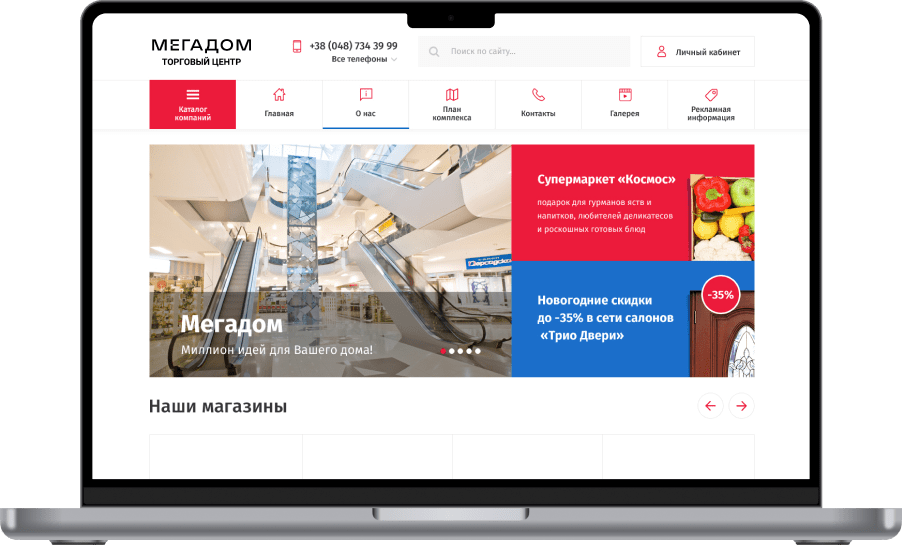 МЕГАДОМ
ТОРГОВЫЙ ЦЕНТР
+38 (048) 734 39 99
Все телефоны
Поиск по сайту...
Личный кабинет
Каталог
компаний
Главная
О нас
План
комплекса
Контакты
Галерея
Рекламная
информация
Мегадом
Миллион идей для Вашего дома!
Супермаркет «Космос»
подарок для гурманов яств и
напитков, любителей деликатесов
и роскошных готовых блюд
Новогодние скидки
до -35% в сети салонов
«Трио Двери»
-35%
Наши магазины